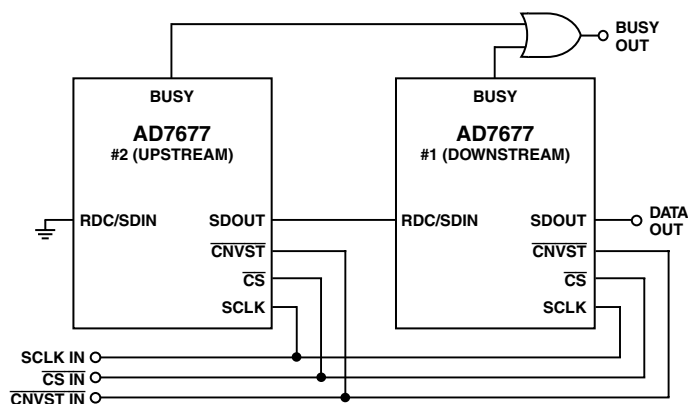 BUSY
OUT
BUSY
BUSY
AD7677
#2 (UPSTREAM)
AD7677
#1 (DOWNSTREAM)
RDC/SDIN
SDOUT
RDC/SDIN
SDOUT
DATA
OUT
CNVST
CNVST
CS
CS
SCLK
SCLK
SCLK IN
CS IN
CNVST IN